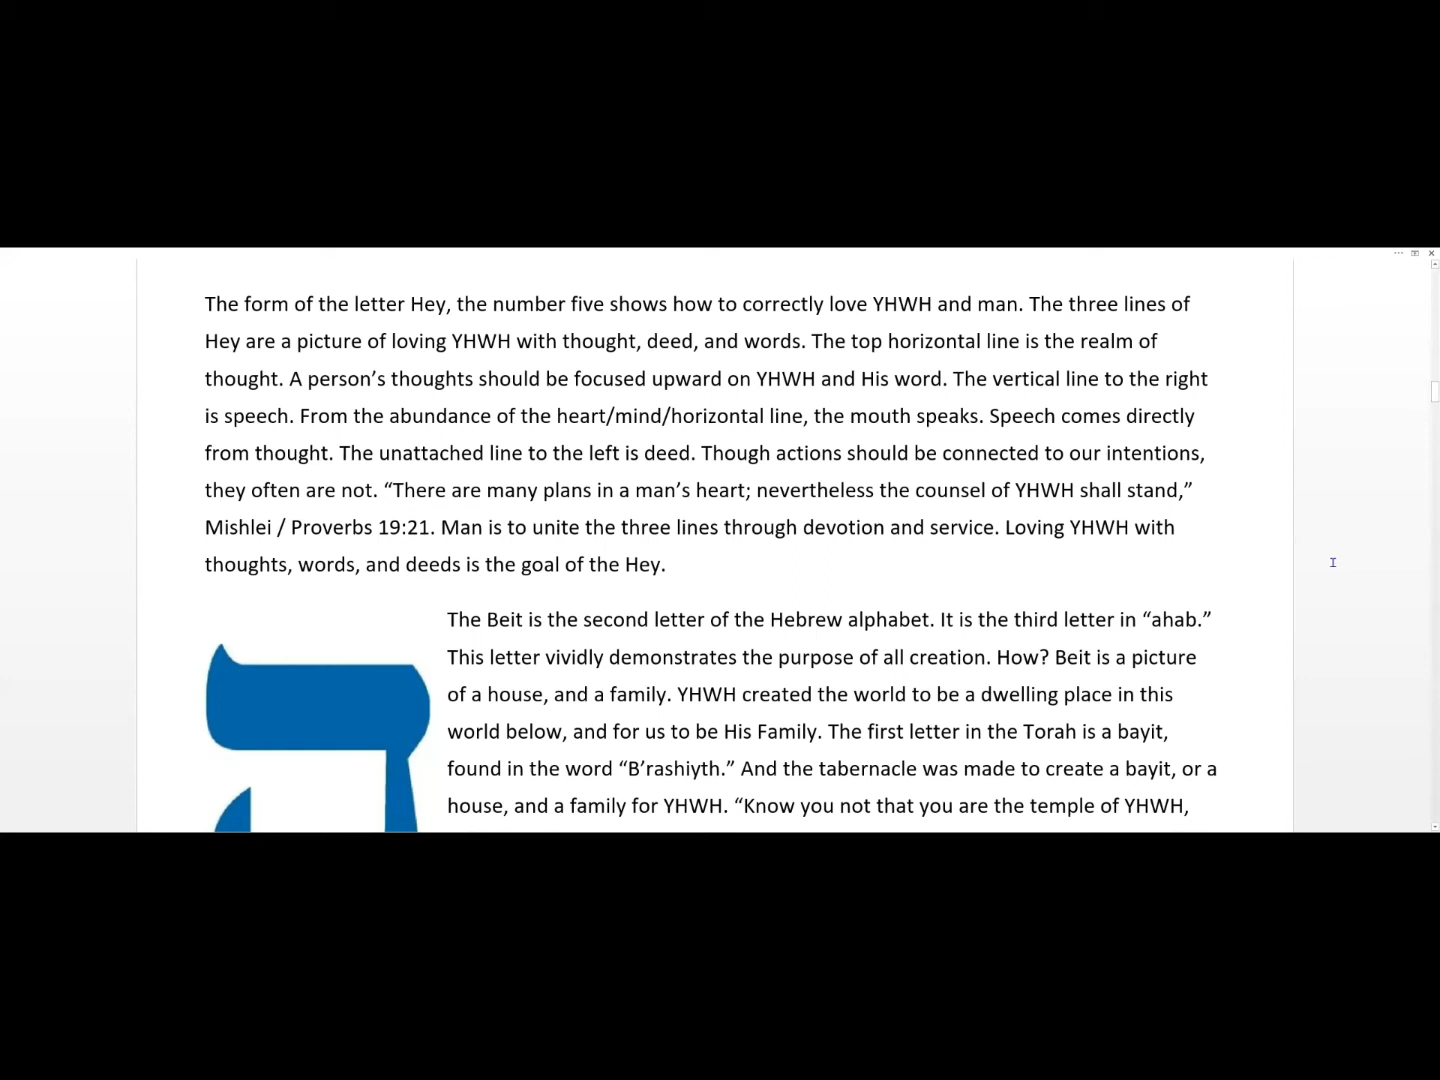 The form of the letter Hey, the number five shows how to correctly love YHWH and man. The three lines of
Hey are a picture of loving YHWH with thought, deed, and words. The top horizontal line is the realm of
thought. A person’s thoughts should be focused upward on YHWH and His word. The vertical line to the right
is speech. From the abundance of the heart/mind/horizontal line, the mouth speaks. Speech comes directly
from thought. The unattached line to the left is deed. Though actions should be connected to our intentions,
they often are not. “There are many plans in a man’s heart; nevertheless the counsel of YHWH shall stand,”
Mishlei / Proverbs 19:21. Man is to unite the three lines through devotion and service. Loving YHWH with
thoughts, words, and deeds is the goal of the Hey.
The Beit is the second letter of the Hebrew alphabet. It is the third letter in “ahab.”
This letter vividly demonstrates the purpose of all creation. How? Beit is a picture
of a house, and a family. YHWH created the world to be a dwelling place in this
world below, and for us to be His Family. The first letter in the Torah is a bayit,
found in the word “B’rashiyth.” And the tabernacle was made to create a bayit, or a
house, and a family for YHWH. “Know you not that you are the temple of YHWH,
ה